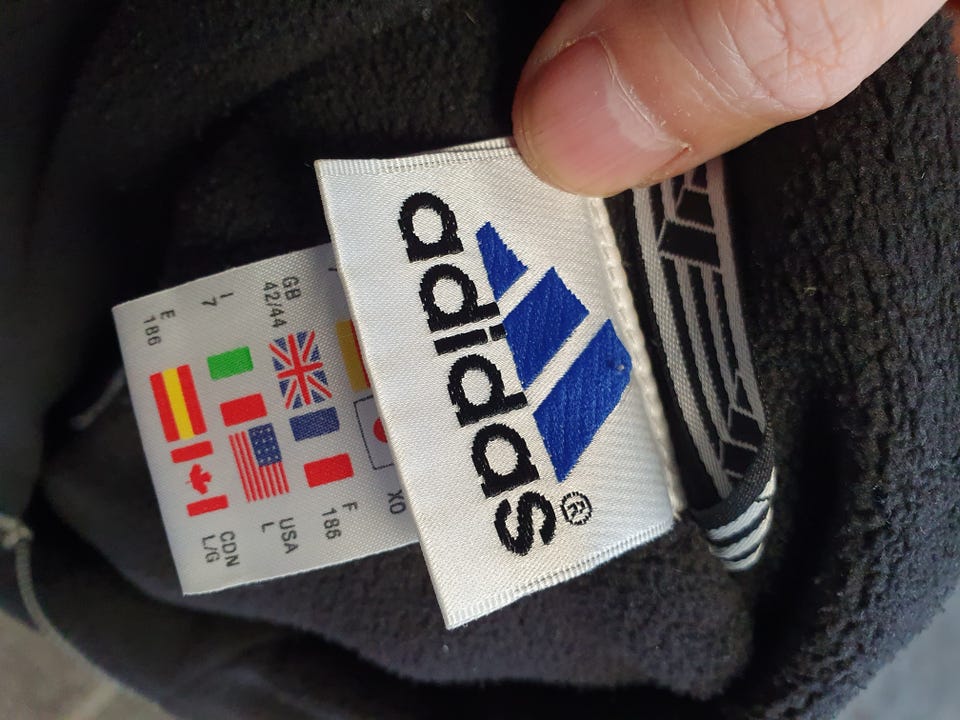 adidas®
XO
GB
42/44
F
186
I
7
USA
L
E
186
CDN
L/G